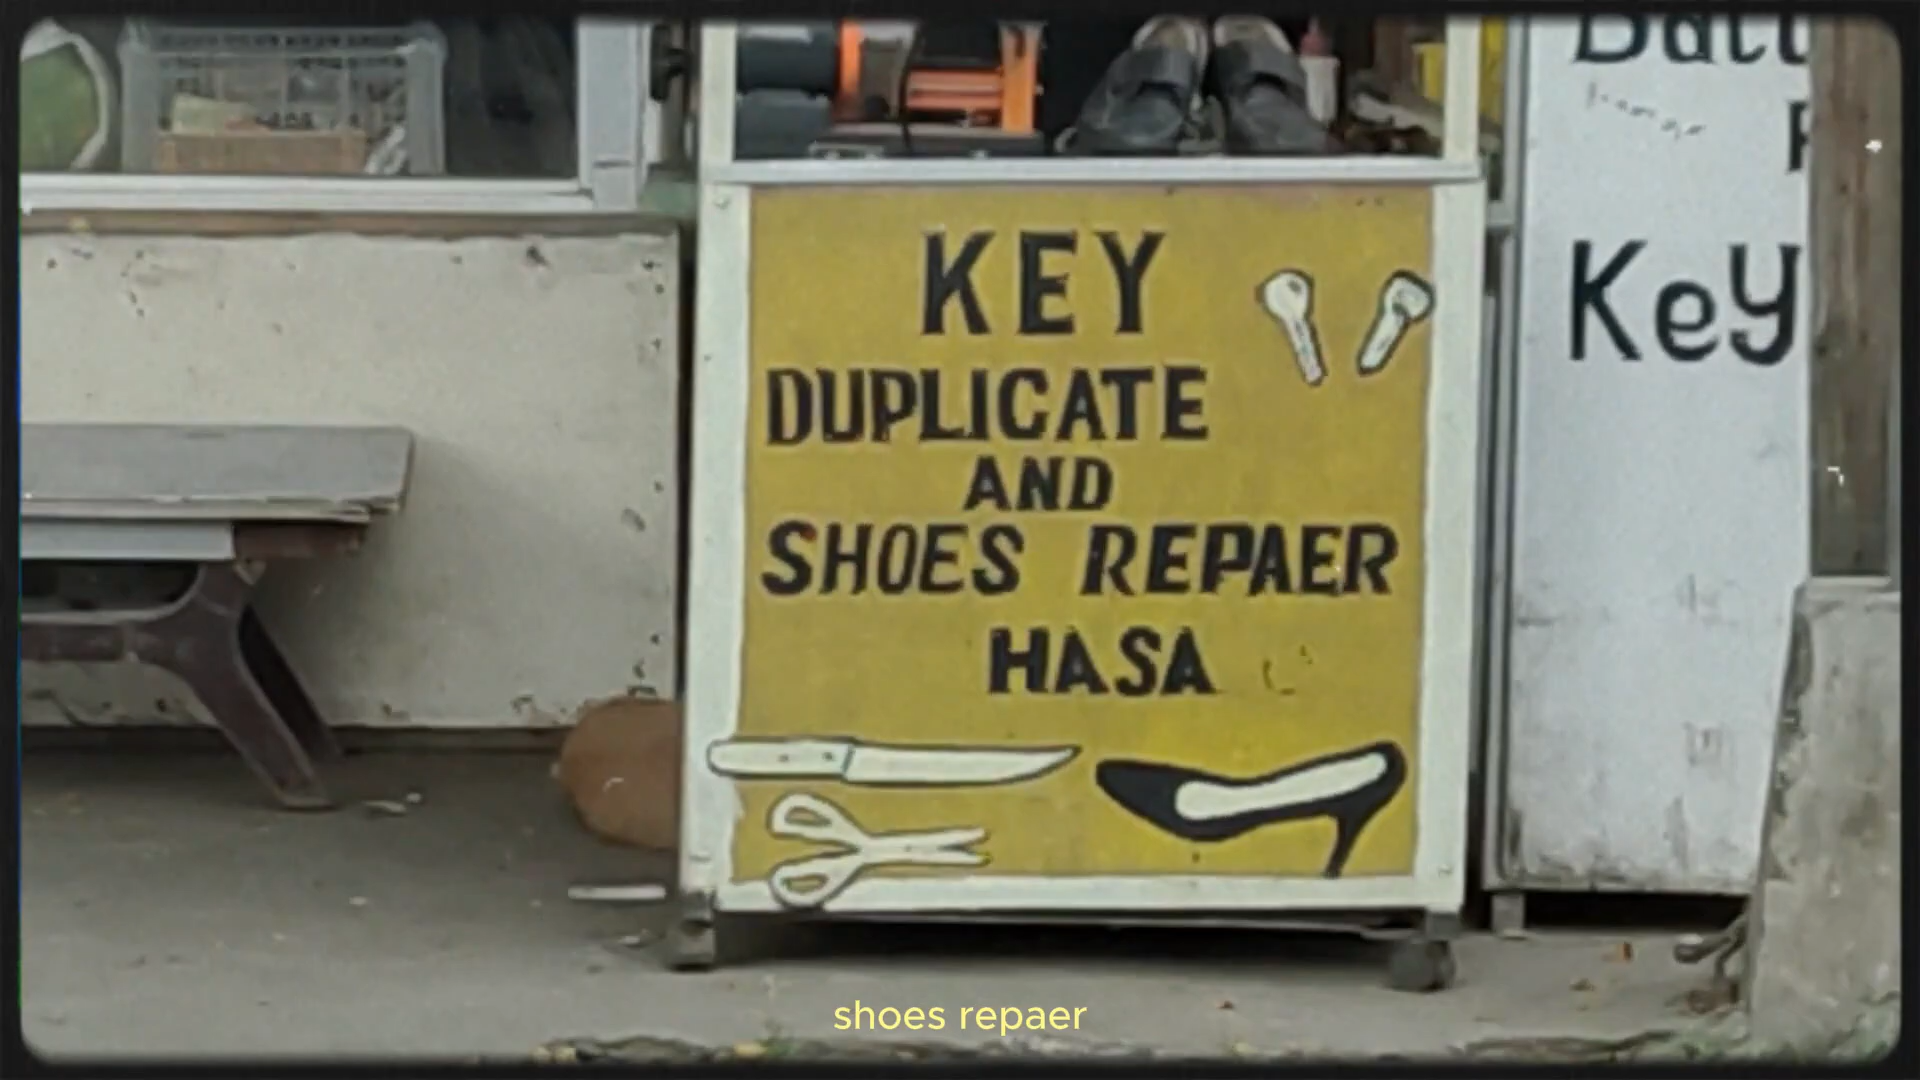 KEY
DUPLICATE
AND
SHOES REPAER
HASA
Key
shoes repaer